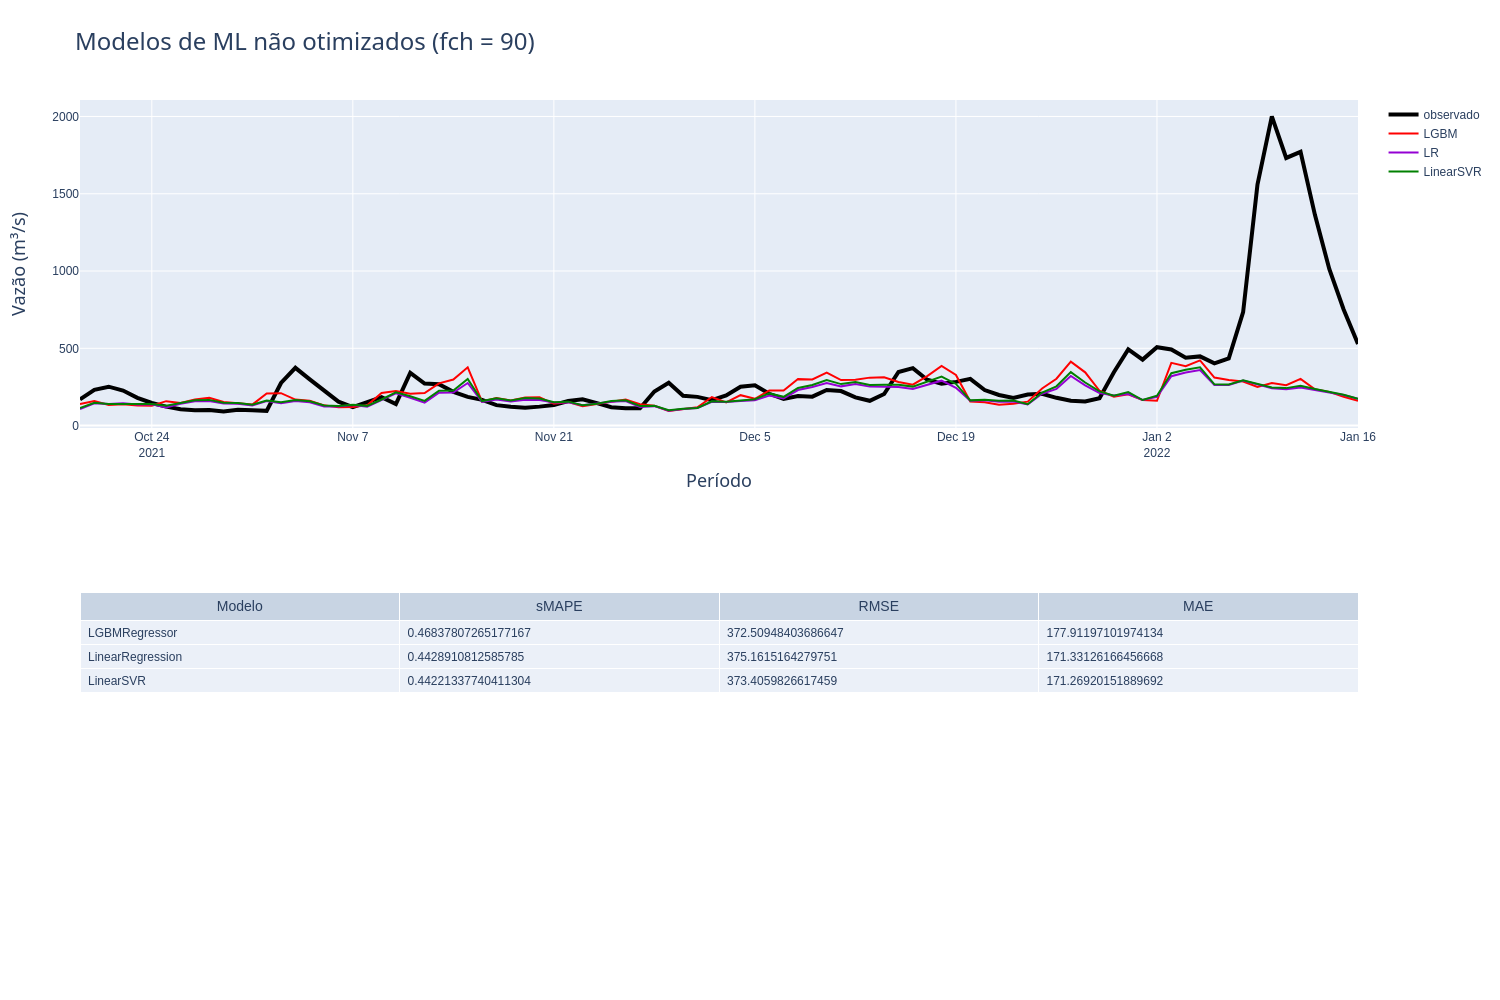 Modelos de ML não otimizados (fch = 90)
observado
LGBM
LR
LinearSVR
Vazão (m³/s)
2000
1500
1000
500
0
Oct 24
2021
Nov 7
Nov 21
Dec 5
Dec 19
Jan 2
2022
Jan 16
Período
Modelo sMAPE RMSE MAE
LGBMRegressor 0.46837807265177167 372.50948403686647 177.91197101974134
LinearRegression 0.4428910812585785 375.1615164279751 171.33126166456668
LinearSVR 0.44221337740411304 373.4059826617459 171.26920151889692